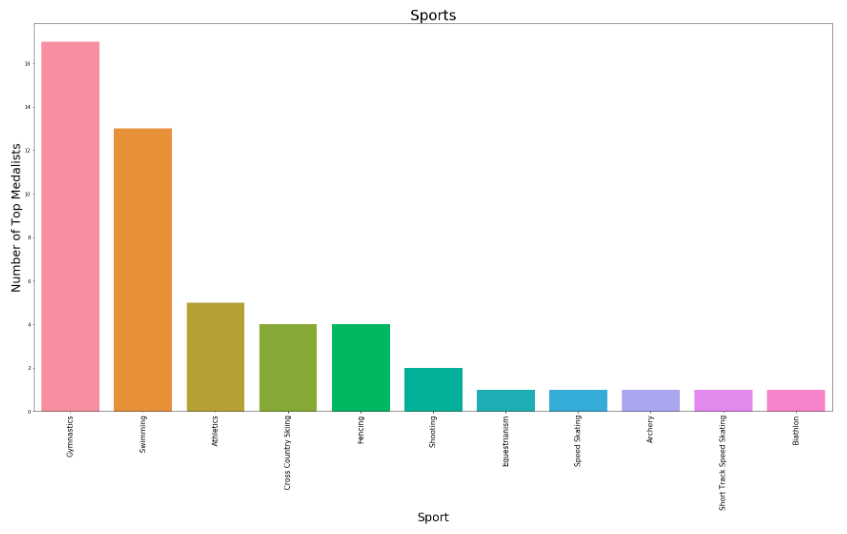 Sports
Number of Top Medalists
16
14
12
10
8
6
4
2
0
Gymnastics
Swimming
Athletics
Cross Country Skiing
Fencing
Shooting
Equestrianism
Speed Skating
Archery
Short Track Speed Skating
Biathlon
Sport